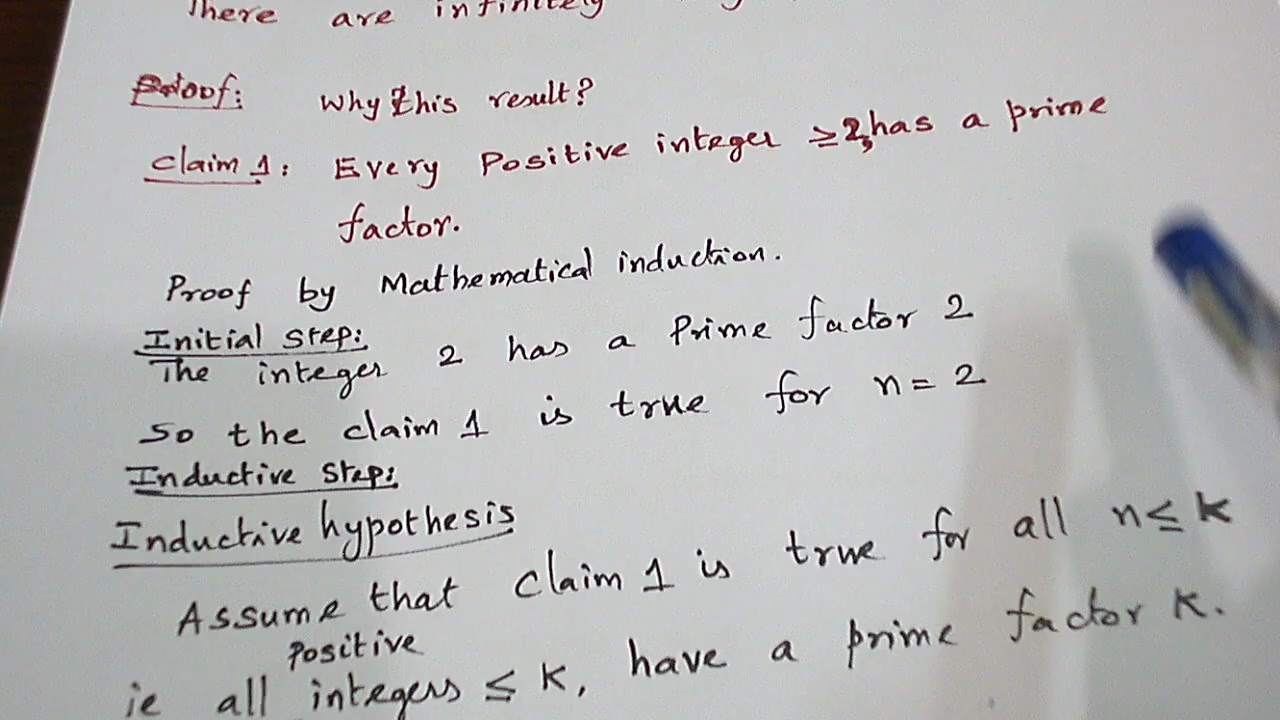 There are infinitely
Proof: Why this result?
Claim 1: Every Positive integer ≥2, has a prime
factor.
Proof by Mathematical induction.
Initial step:
The integer 2 has a Prime factor 2
So the claim 1 is true for n = 2
Inductive Step:
Inductive hypothesis
Assume that claim 1 is true for all n ≤ k
positive
ie all integers ≤ k, have a prime factor k.